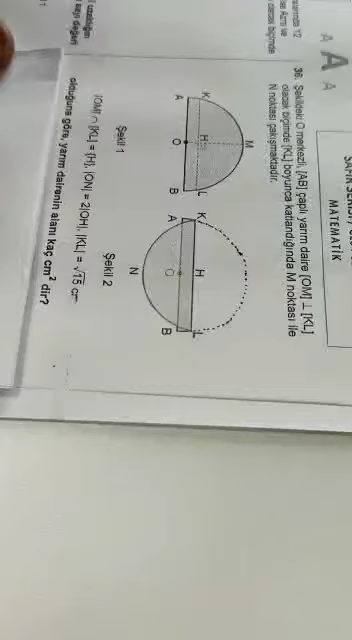 A A A
MATEMATİK
36. Şekildeki O merkezli, [AB] çaplı yarım daire [OM] ⊥ [KL]
olacak biçimde [KL] boyunca katlandığında M noktası ile
N noktası çakışmaktadır.
M
K H L
A O B
Şekil 1
K H L
A O B
N
Şekil 2
[OM] ∩ [KL] = {H}, |ON| = 2|OH|, |KL| = √15 cm
olduğuna göre, yarım dairenin alanı kaç cm² dir?